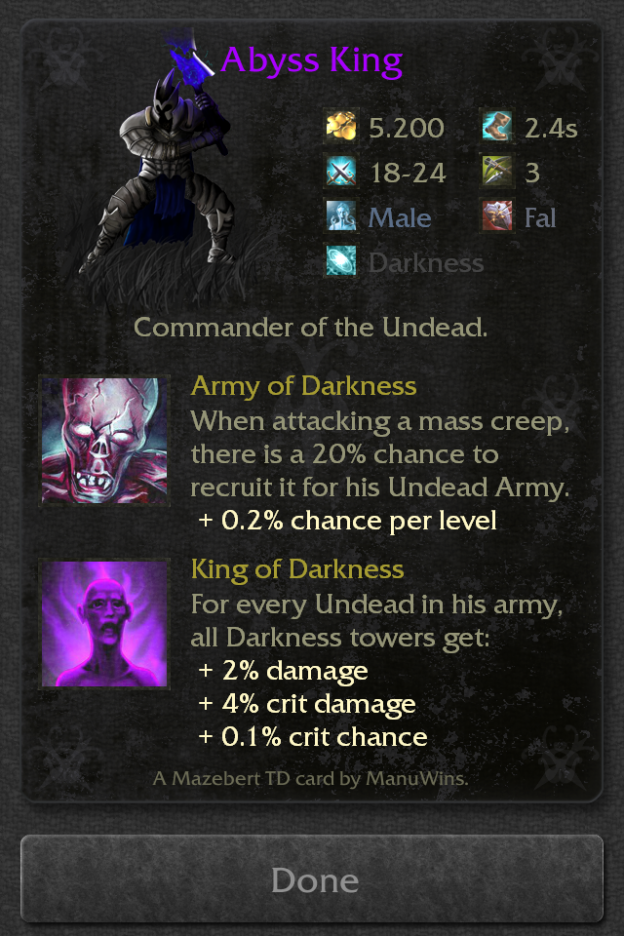 Abyss King
5.200 2.4s
18-24 3
Male Fal
Darkness
Commander of the Undead.
Army of Darkness
When attacking a mass creep,
there is a 20% chance to
recruit it for his Undead Army.
+ 0.2% chance per level
King of Darkness
For every Undead in his army,
all Darkness towers get:
+ 2% damage
+ 4% crit damage
+ 0.1% crit chance
A Mazebert TD card by ManuWins.
Done